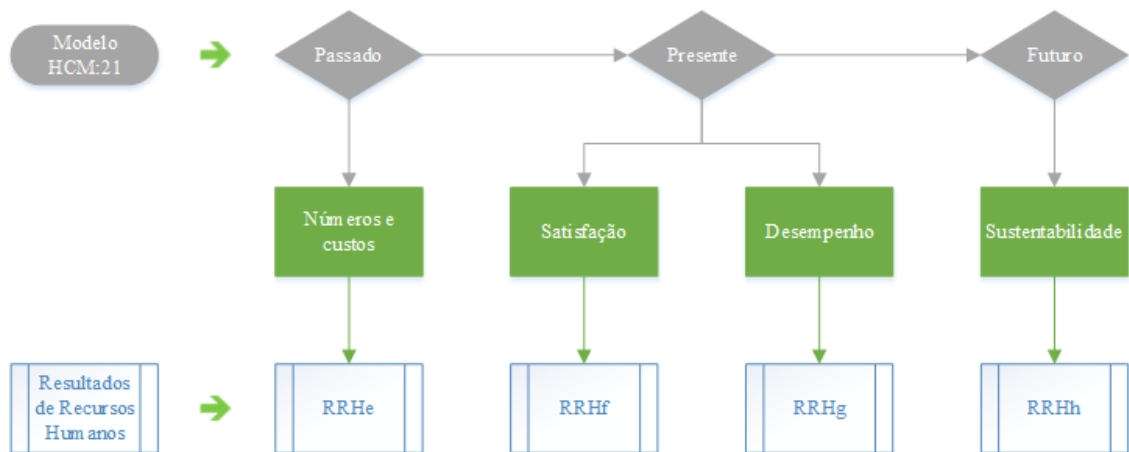 Modelo
HCM:21
Passado
Presente
Futuro
Números e
custos
Satisfação
Desempenho
Sustentabilidade
Resultados
de Recursos
Humanos
RRHe
RRHf
RRHg
RRHh